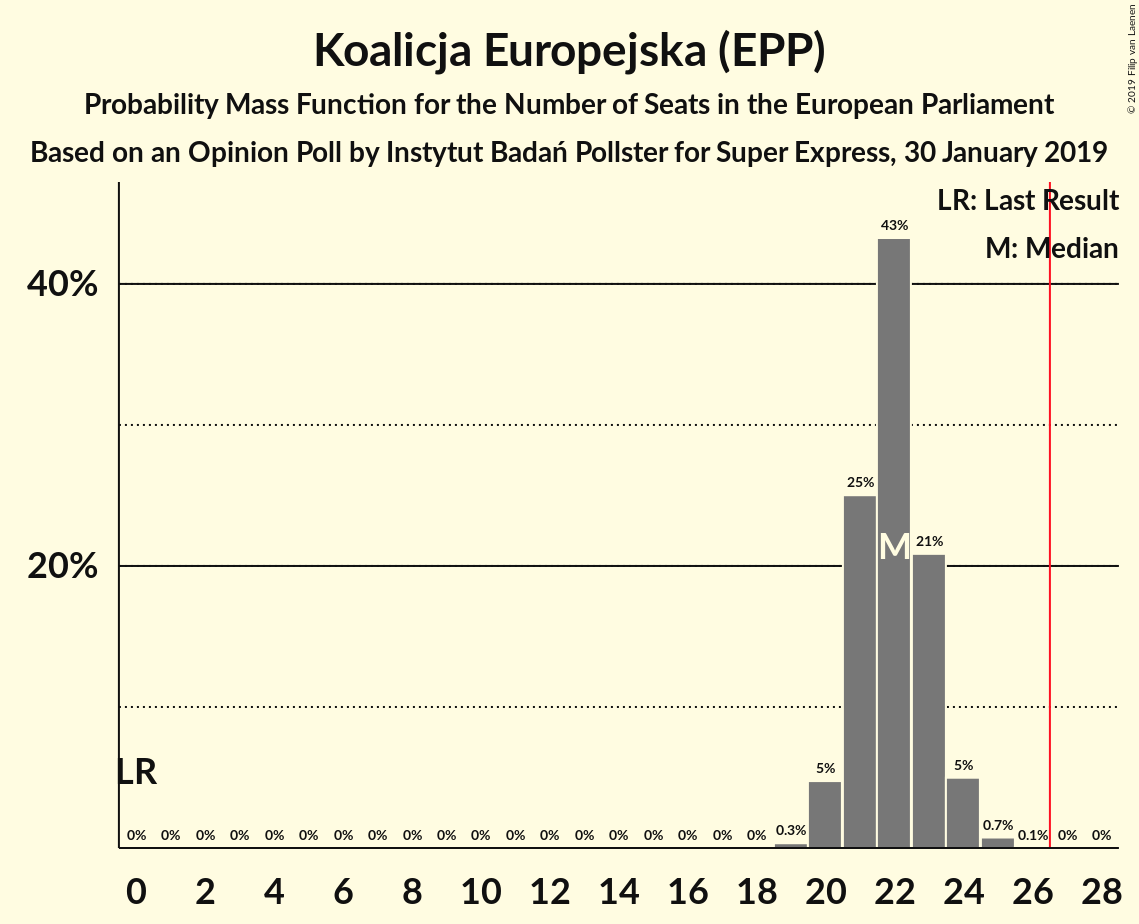 Koalicja Europejska (EPP)
Probability Mass Function for the Number of Seats in the European Parliament
Based on an Opinion Poll by Instytut Badań Pollster for Super Express, 30 January 2019
© 2019 Filip van Laenen
LR: Last Result
M: Median
40%
20%
43%
25%
21%
M
LR
0% 0% 0% 0% 0% 0% 0% 0% 0% 0% 0% 0% 0% 0% 0% 0% 0% 0% 0% 0.3% 5% 5% 0.7% 0.1% 0% 0%
0 2 4 6 8 10 12 14 16 18 20 22 24 26 28